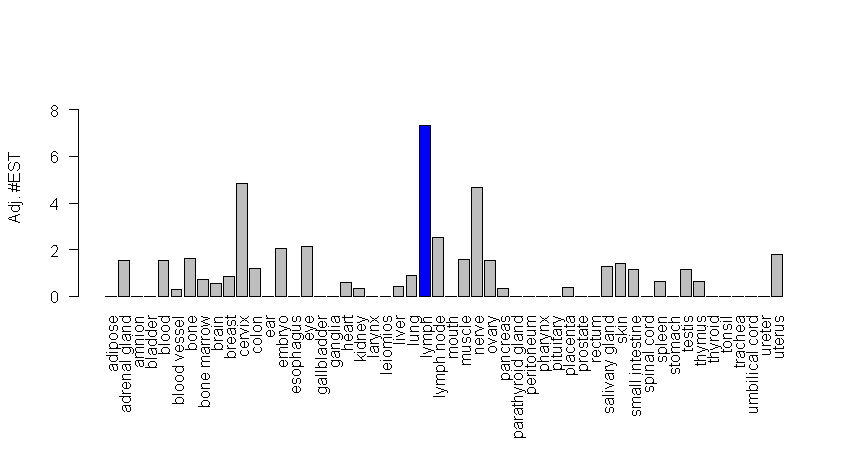 Adj. #EST
8
6
4
2
0
adipose
adrenal gland
amnion
bladder
blood
blood vessel
bone
bone marrow
brain
breast
cervix
colon
ear
embryo
esophagus
eye
gallbladder
ganglia
heart
kidney
larynx
leiomios
liver
lung
lymph
lymph node
mouth
muscle
nerve
ovary
pancreas
parathyroid gland
peritoneum
pharynx
pituitary
placenta
prostate
rectum
salivary gland
skin
small intestine
spinal cord
spleen
stomach
testis
thymus
thyroid
tonsil
trachea
umbilical cord
ureter
uterus